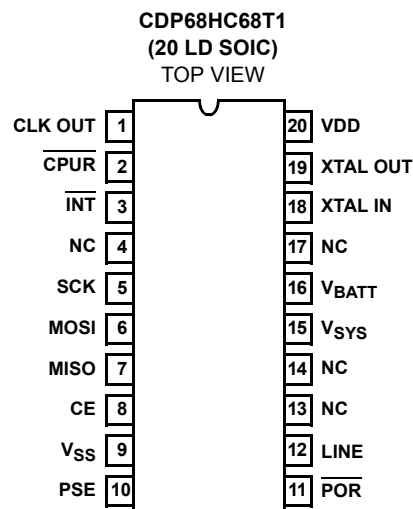 CDP68HC68T1
(20 LD SOIC)
TOP VIEW
CLK OUT 1 20 VDD
CPUR 2 19 XTAL OUT
INT 3 18 XTAL IN
NC 4 17 NC
SCK 5 16 VBATT
MOSI 6 15 VSYS
MISO 7 14 NC
CE 8 13 NC
VSS 9 12 LINE
PSE 10 11 POR